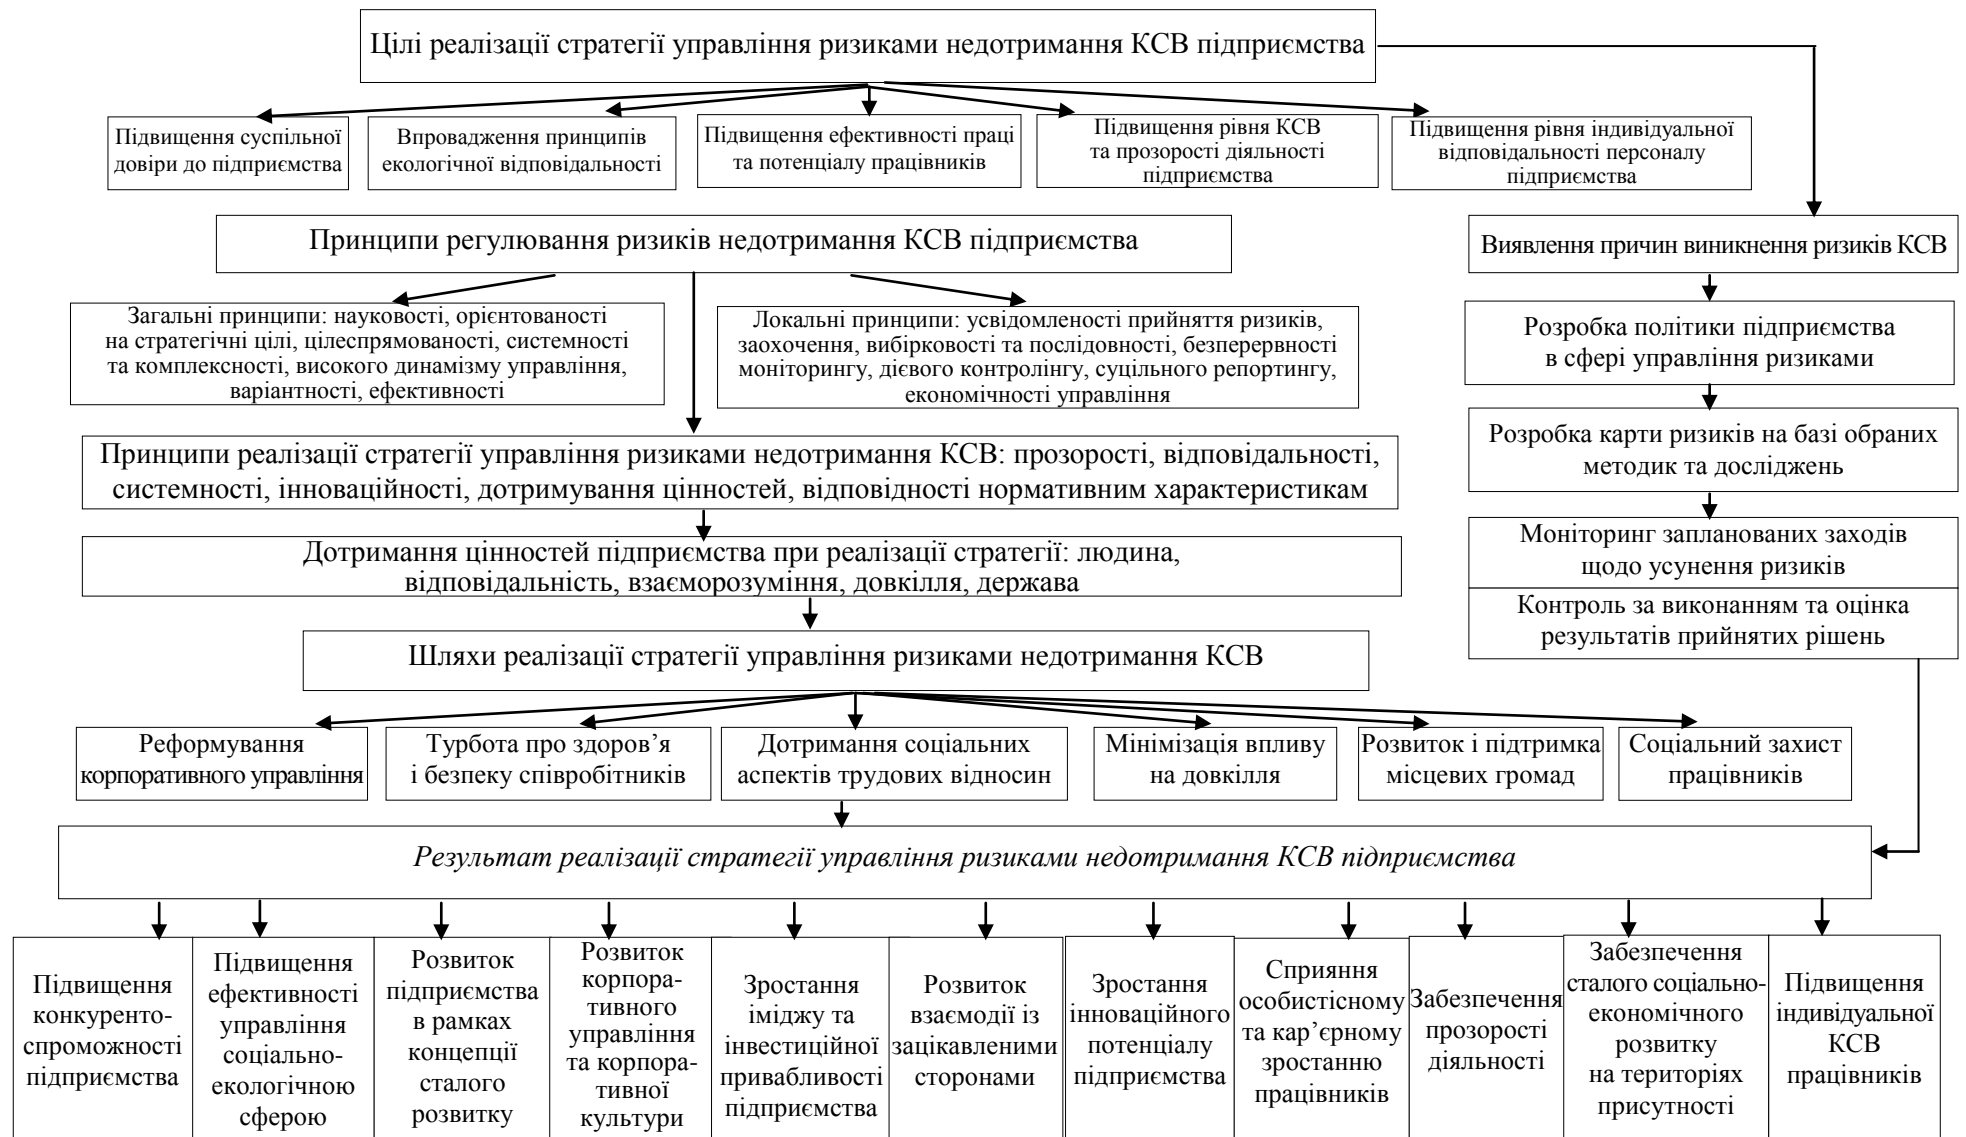 Цілі реалізації стратегії управління ризиками недотримання КСВ підприємства
Підвищення суспільної
довіри до підприємства
Впровадження принципів
екологічної відповідальності
Підвищення ефективності праці
та потенціалу працівників
Підвищення рівня КСВ
та прозорості діяльності
підприємства
Підвищення рівня індивідуальної
відповідальності персоналу
підприємства
Принципи регулювання ризиків недотримання КСВ підприємства
Загальні принципи: науковості, орієнтованості
на стратегічні цілі, цілеспрямованості, системності
та комплексності, високого динамізму управління,
варіантності, ефективності
Локальні принципи: усвідомленості прийняття ризиків,
заохочення, вибірковості та послідовності, безперервності
моніторингу, дієвого контролінгу, суцільного репортингу,
економічності управління
Принципи реалізації стратегії управління ризиками недотримання КСВ: прозорості, відповідальності,
системності, інноваційності, дотримування цінностей, відповідності нормативним характеристикам
Дотримання цінностей підприємства при реалізації стратегії: людина,
відповідальність, взаєморозуміння, довкілля, держава
Шляхи реалізації стратегії управління ризиками недотримання КСВ
Виявлення причин виникнення ризиків КСВ
Розробка політики підприємства
в сфері управління ризиками
Розробка карти ризиків на базі обраних
методик та досліджень
Моніторинг запланованих заходів
щодо усунення ризиків
Контроль за виконанням та оцінка
результатів прийнятих рішень
Реформування
корпоративного управління
Турбота про здоров’я
і безпеку співробітників
Дотримання соціальних
аспектів трудових відносин
Мінімізація впливу
на довкілля
Розвиток і підтримка
місцевих громад
Соціальний захист
працівників
Результат реалізації стратегії управління ризиками недотримання КСВ підприємства
Підвищення
конкуренто-
спроможності
підприємства
Підвищення
ефективності
управління
соціально-
екологічною
сферою
Розвиток
підприємства
в рамках
концепції
сталого
розвитку
Розвиток
корпора-
тивного
управління
та корпора-
тивної
культури
Зростання
іміджу та
інвестиційної
привабливості
підприємства
Розвиток
взаємодії із
зацікавленими
сторонами
Зростання
інноваційного
потенціалу
підприємства
Сприяння
особистісному
та кар’єрному
зростанню
працівників
Забезпечення
прозорості
діяльності
Забезпечення
сталого соціально-
економічного
розвитку
на територіях
присутності
Підвищення
індивідуальної
КСВ
працівників